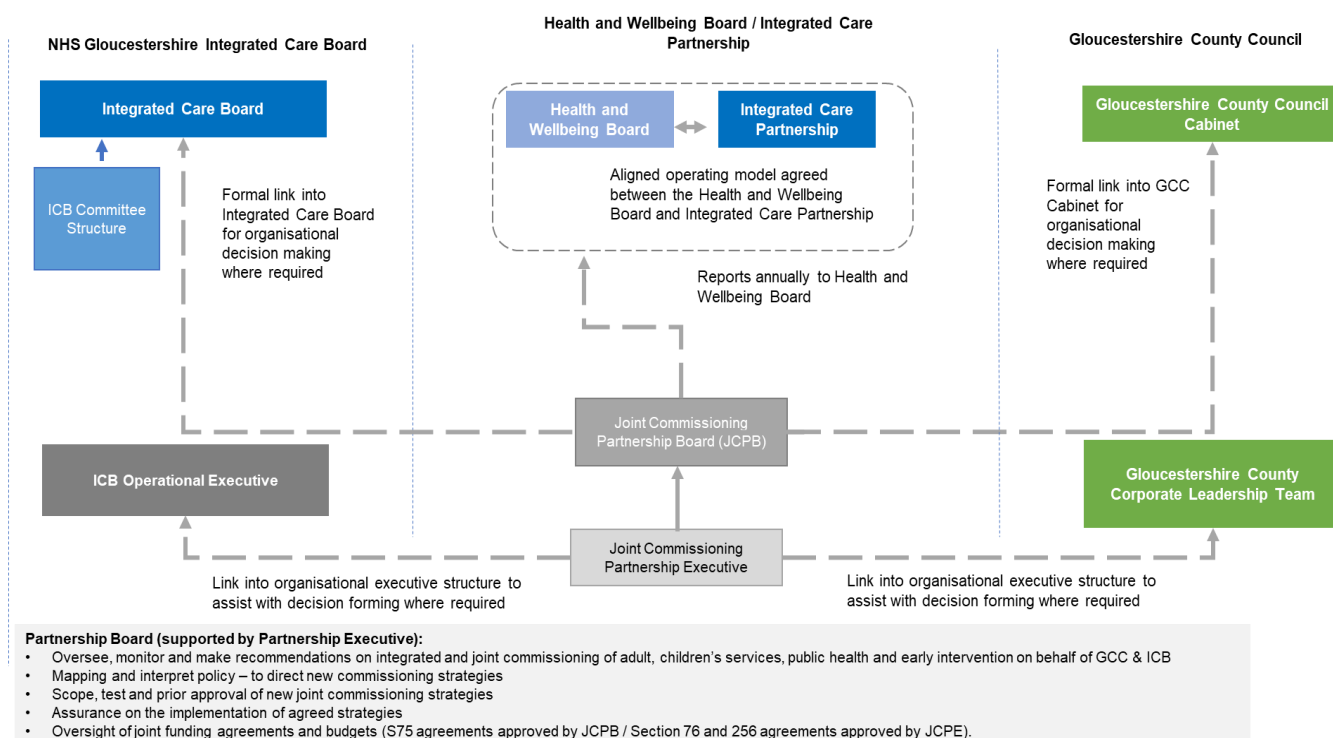 NHS Gloucestershire Integrated Care Board
Health and Wellbeing Board / Integrated Care
Partnership
Gloucestershire County Council
Integrated Care Board
ICB Committee
Structure
Formal link into
Integrated Care Board
for organisational
decision making
where required
Health and
Wellbeing Board
Integrated Care
Partnership
Aligned operating model agreed
between the Health and Wellbeing
Board and Integrated Care Partnership
Gloucestershire County Council
Cabinet
Formal link into GCC
Cabinet for
organisational
decision making
where required
Reports annually to Health and
Wellbeing Board
Joint Commissioning
Partnership Board (JCPB)
ICB Operational Executive
Gloucestershire County
Corporate Leadership Team
Joint Commissioning
Partnership Executive
Link into organisational executive structure to
assist with decision forming where required
Link into organisational executive structure to
assist with decision forming where required
Partnership Board (supported by Partnership Executive):
• Oversee, monitor and make recommendations on integrated and joint commissioning of adult, children's services, public health and early intervention on behalf of GCC & ICB
• Mapping and interpret policy – to direct new commissioning strategies
• Scope, test and prior approval of new joint commissioning strategies
• Assurance on the implementation of agreed strategies
• Oversight of joint funding agreements and budgets (S75 agreements approved by JCPB / Section 76 and 256 agreements approved by JCPE).